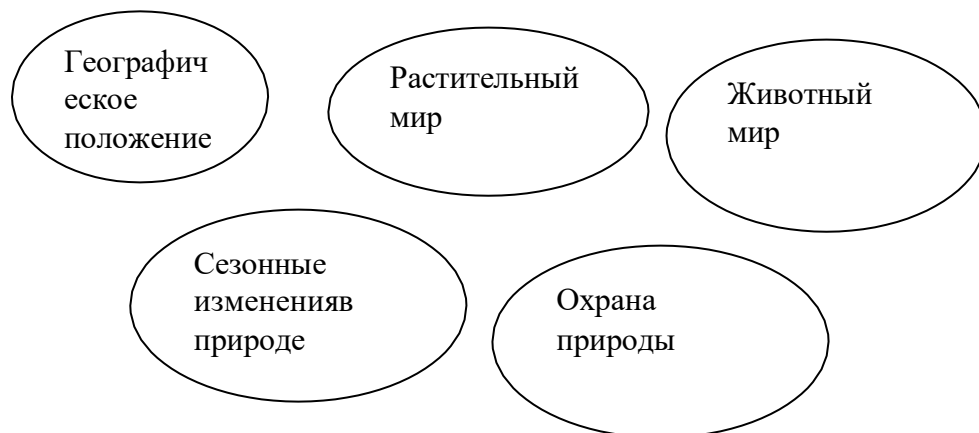 Географич
еское
положение
Растительный
мир
Животный
мир
Сезонные
измененияв
природе
Охрана
природы